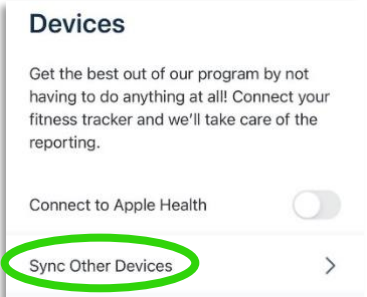 Devices
Get the best out of our program by not
having to do anything at all! Connect your
fitness tracker and we'll take care of the
reporting.
Connect to Apple Health
Sync Other Devices